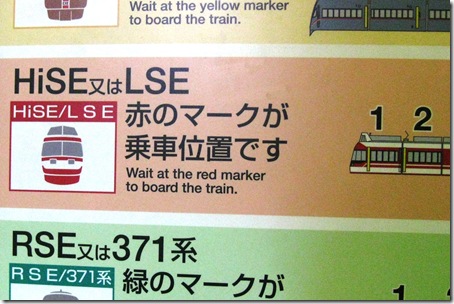 Wait at the yellow marker
to board the train.
HiSE又はLSE
HiSE/LSE
赤のマークが
乗車位置です
Wait at the red marker
to board the train.
1 2
RSE又は371系
RSE/371系
緑のマークが
1 2